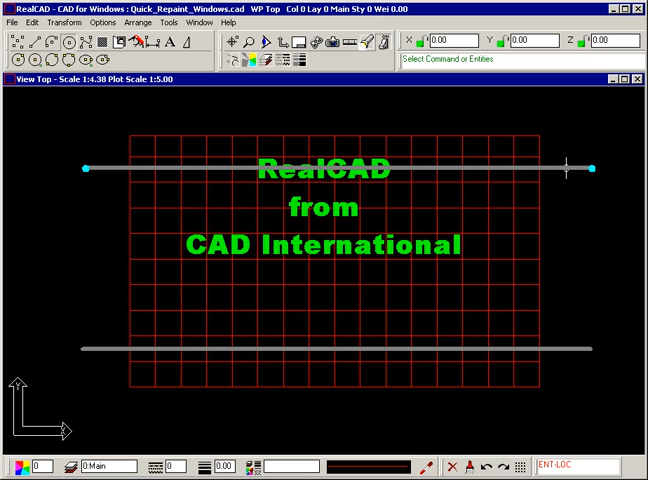 RealCAD - CAD for Windows : Quick_Repaint_Windows.cad WP Top Col 0 Lay 0 Main Sty 0 Wei 0.00
File Edit Transform Options Arrange Tools Window Help
X 0.00 Y 0.00 Z 0.00
Select Command or Entities
View Top - Scale 1:4.38 Plot Scale 1:5.00
RealCAD
from
CAD International
Y
X
0 0:Main 0 0.00 ENT-LOC